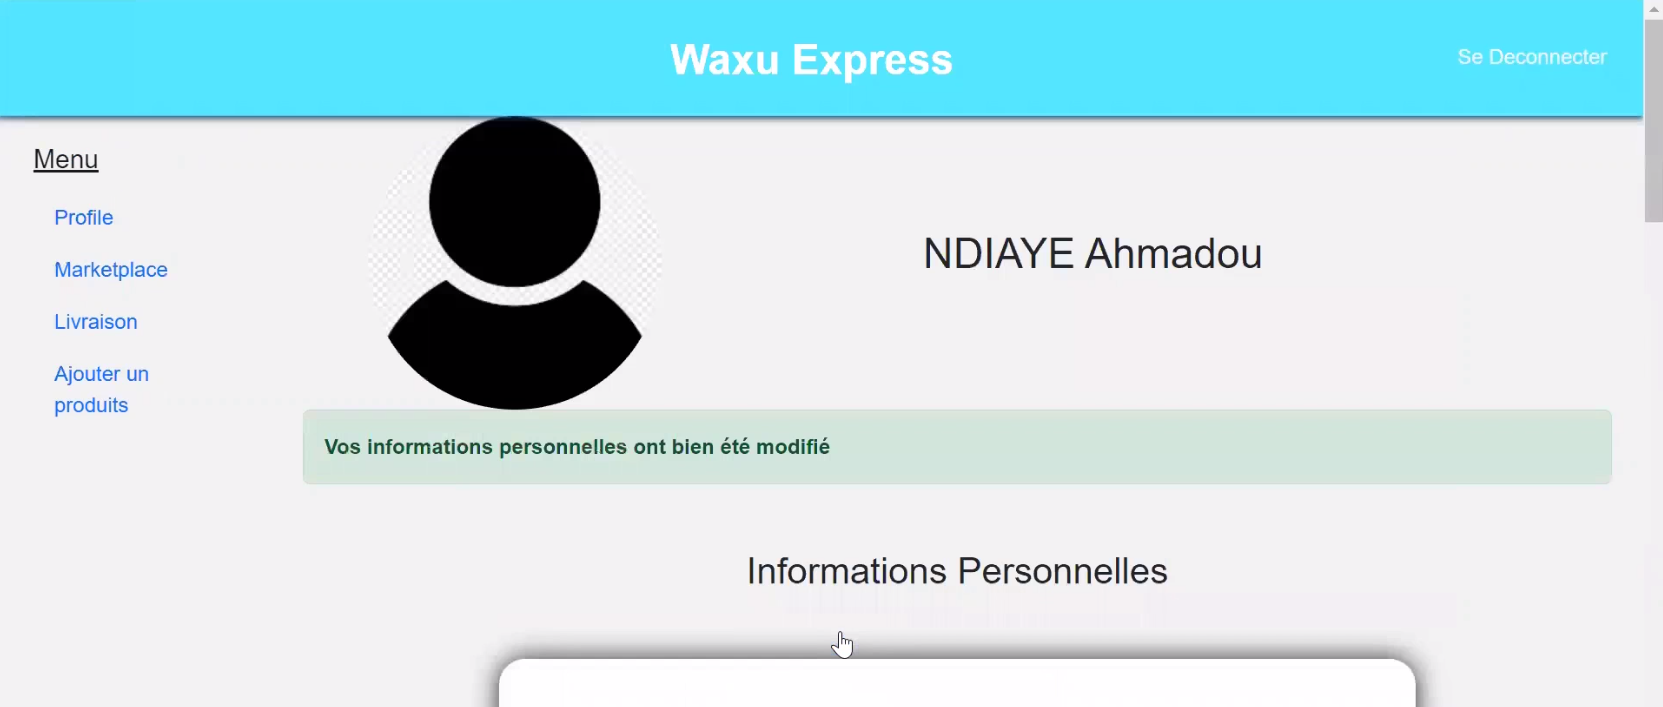 Waxu Express
Se Deconnecter
Menu
Profile
Marketplace
Livraison
Ajouter un
produits
NDIAYE Ahmadou
Vos informations personnelles ont bien été modifié
Informations Personnelles